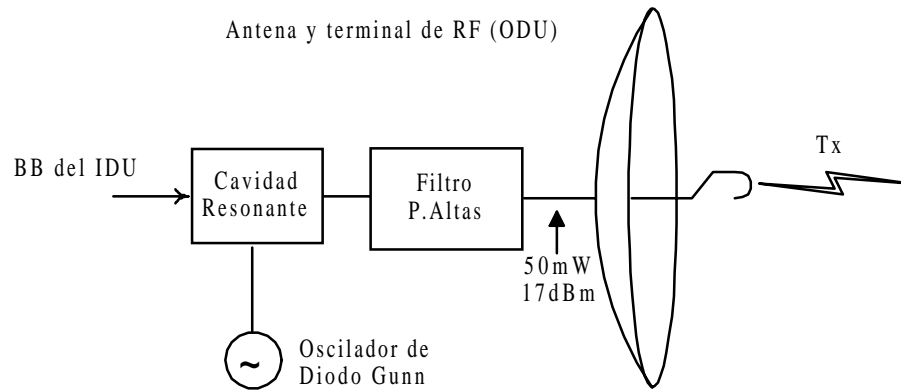 Antena y terminal de RF (ODU)
Tx
BB del IDU
Cavidad
Resonante
Filtro
P.Altas
50mW
17dBm
~
Oscilador de
Diodo Gunn